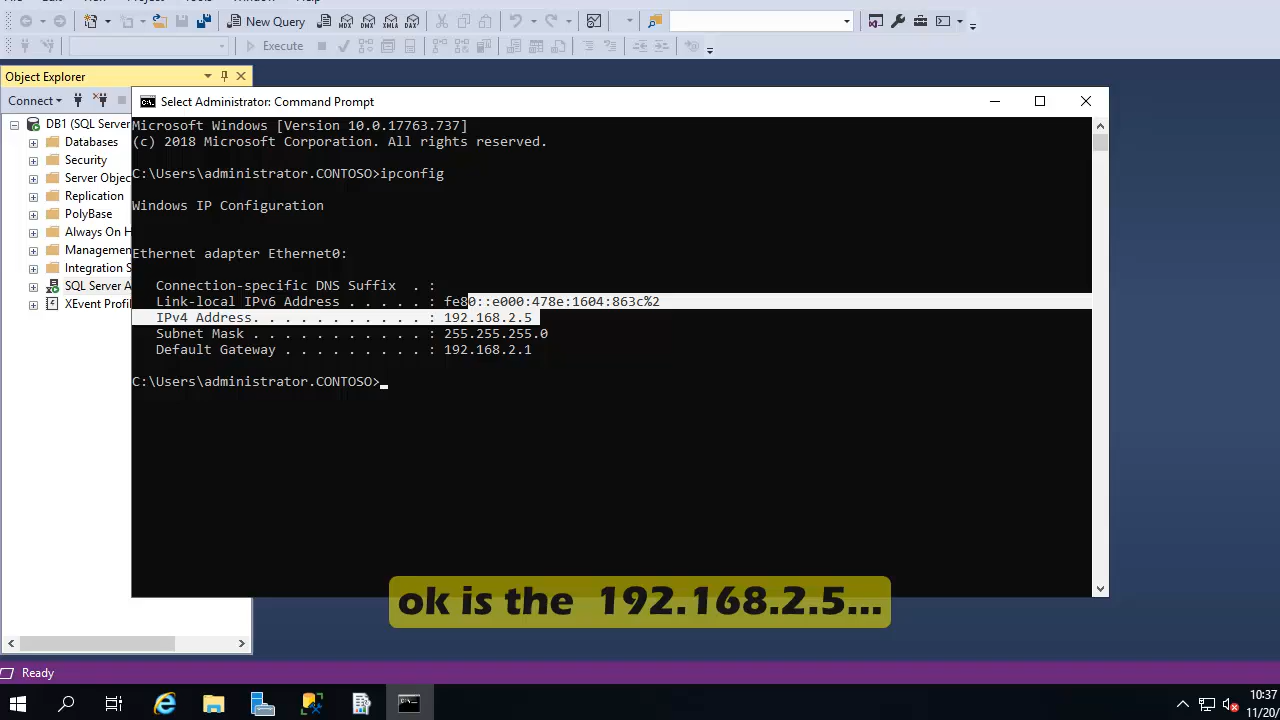 New Query
Execute
Object Explorer
Connect
DB1 (SQL Server
Databases
Security
Server Objec
Replication
PolyBase
Always On H
Managemen
Integration S
SQL Server A
XEvent Profil
Select Administrator: Command Prompt
Microsoft Windows [Version 10.0.17763.737]
(c) 2018 Microsoft Corporation. All rights reserved.
C:\Users\administrator.CONTOSO>ipconfig
Windows IP Configuration
Ethernet adapter Ethernet0:
Connection-specific DNS Suffix  . :
Link-local IPv6 Address . . . . . : fe80::e000:478e:1604:863c%2
IPv4 Address. . . . . . . . . . . : 192.168.2.5
Subnet Mask . . . . . . . . . . . : 255.255.255.0
Default Gateway . . . . . . . . . : 192.168.2.1
C:\Users\administrator.CONTOSO>
ok is the  192.168.2.5...
Ready
10:37
11/20/